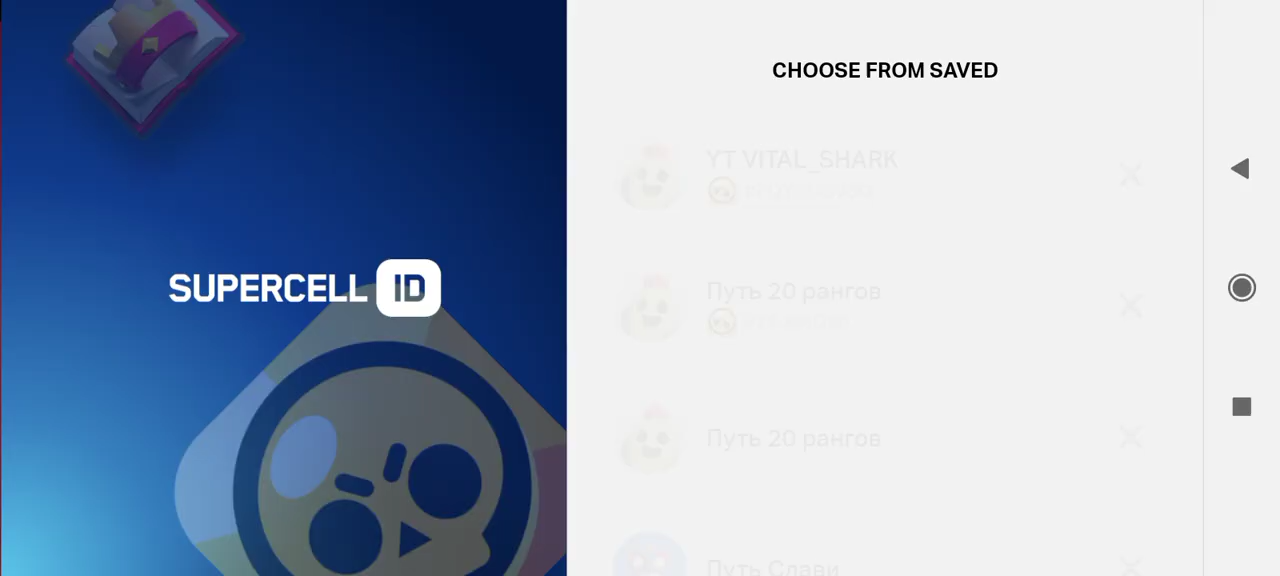 SUPERCELL ID
CHOOSE FROM SAVED
YT VITAL_SHARK
Путь 20 рангов
Путь 20 рангов
Путь Слави